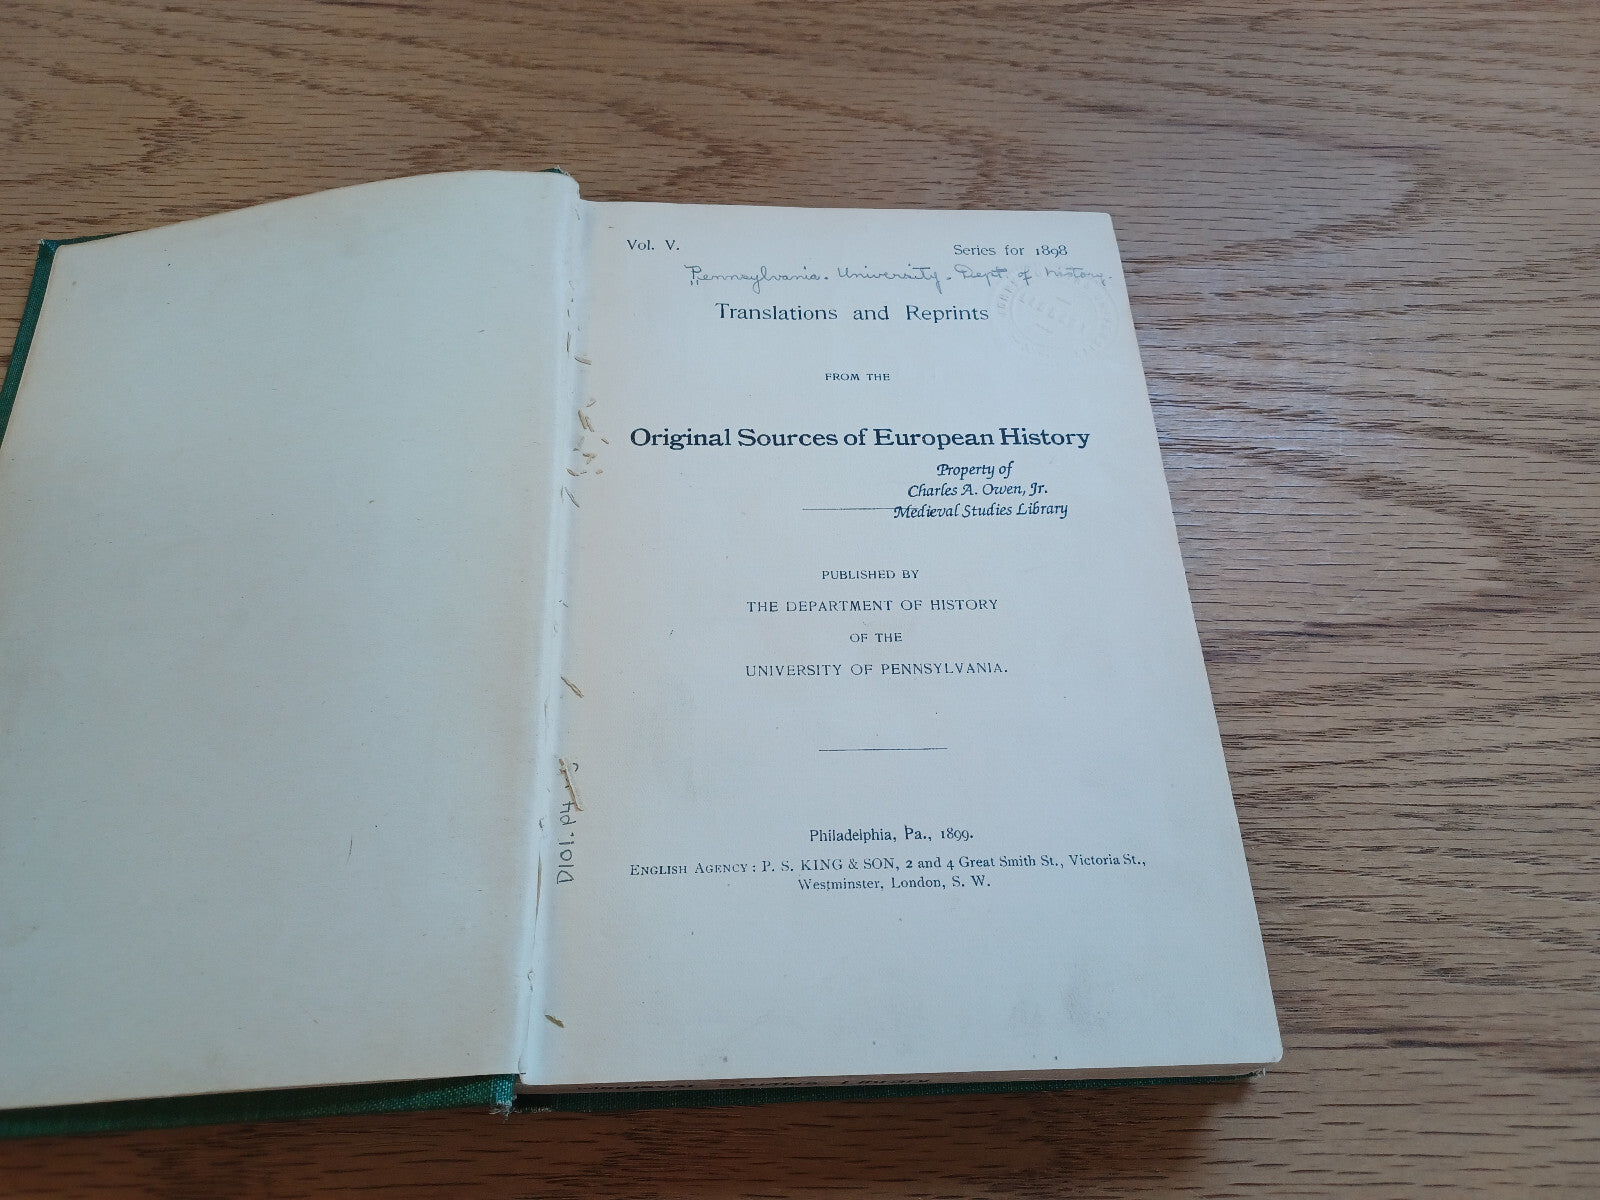 Vol. V.
Series for 1898
Pennsylvania. University. Dept. of history.
Translations and Reprints
FROM THE
Original Sources of European History
Property of
Charles A. Owen, Jr.
Medieval Studies Library
PUBLISHED BY
THE DEPARTMENT OF HISTORY
OF THE
UNIVERSITY OF PENNSYLVANIA.
Philadelphia, Pa., 1899.
ENGLISH AGENCY: P. S. KING & SON, 2 and 4 Great Smith St., Victoria St.,
Westminster, London, S. W.